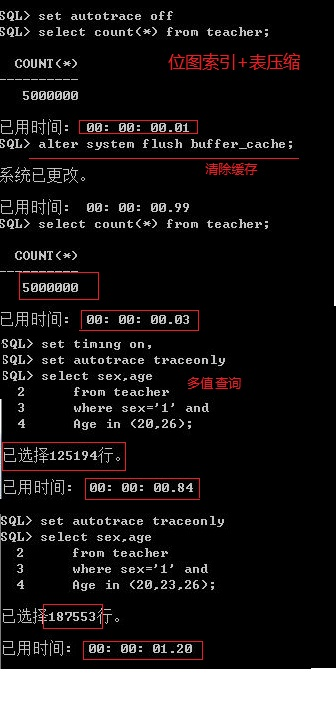 SQL> set autotrace off
SQL> select count(*) from teacher;
位图索引+表压缩
COUNT(*)
----------
5000000
已用时间: 00: 00: 00.01
SQL> alter system flush buffer_cache;
清除缓存
系统已更改。
已用时间: 00: 00: 00.99
SQL> select count(*) from teacher;
COUNT(*)
----------
5000000
已用时间: 00: 00: 00.03
SQL> set timing on,
SQL> set autotrace traceonly
SQL> select sex,age
多值查询
2 from teacher
3 where sex='1' and
4 Age in (20,26);
已选择125194行。
已用时间: 00: 00: 00.84
SQL> set autotrace traceonly
SQL> select sex,age
2 from teacher
3 where sex='1' and
4 Age in (20,23,26);
已选择187553行。
已用时间: 00: 00: 01.20